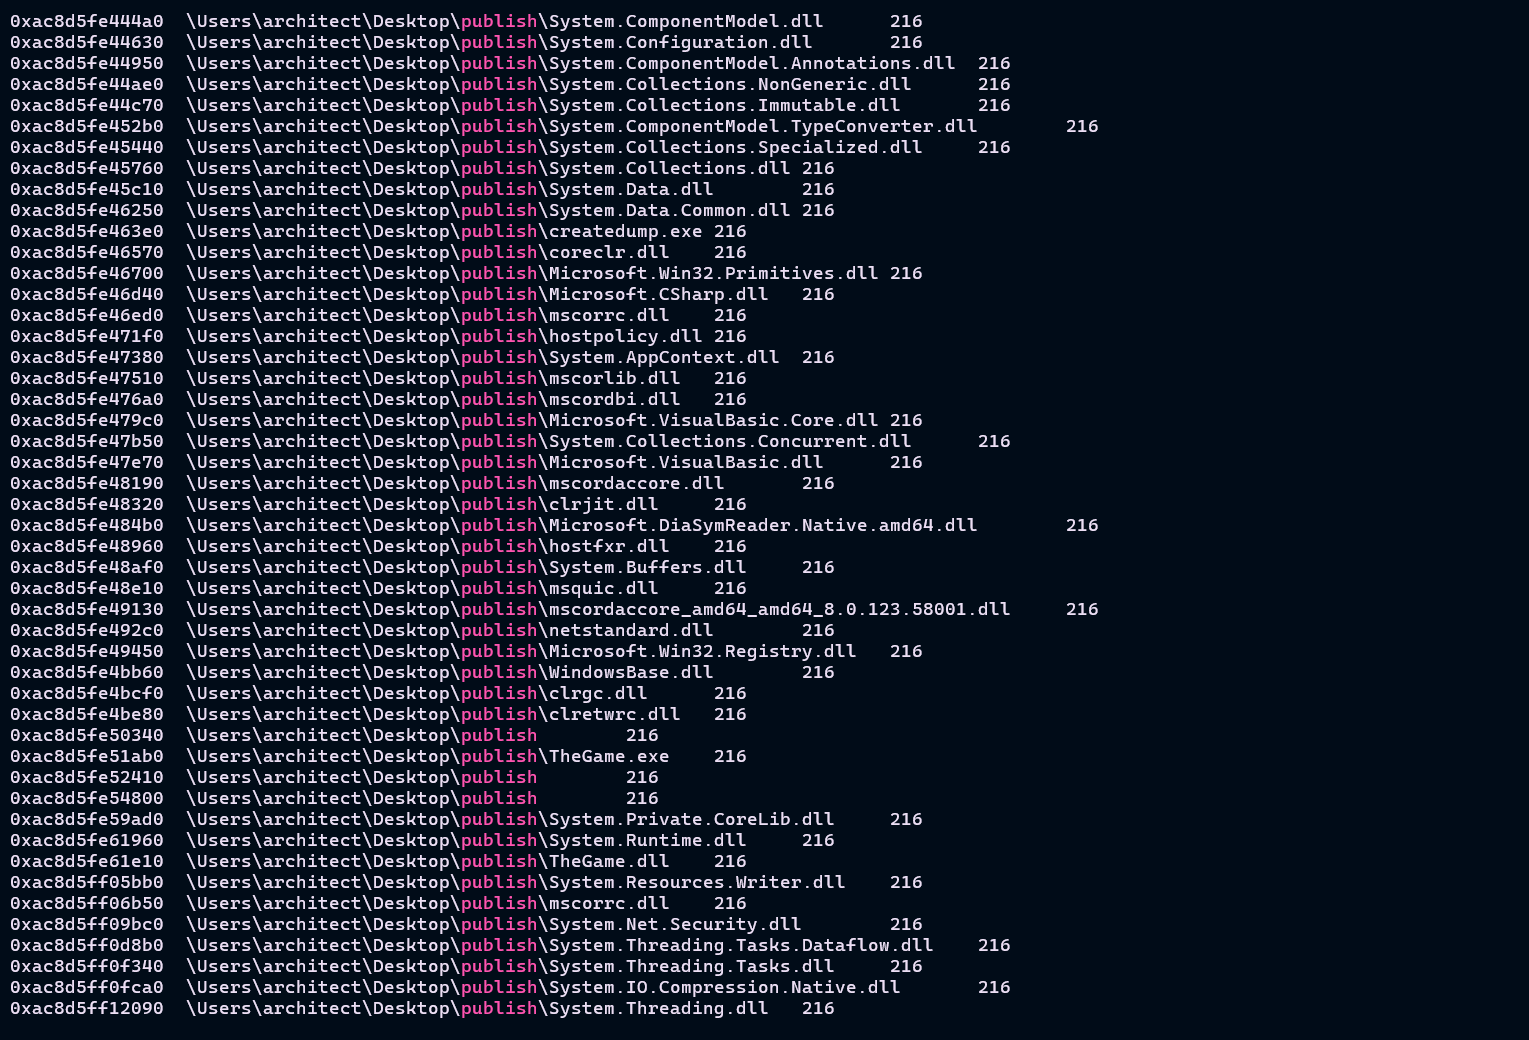 0xac8d5fe444a0 \Users\architect\Desktop\publish\System.ComponentModel.dll 216
0xac8d5fe44630 \Users\architect\Desktop\publish\System.Configuration.dll 216
0xac8d5fe44950 \Users\architect\Desktop\publish\System.ComponentModel.Annotations.dll 216
0xac8d5fe44ae0 \Users\architect\Desktop\publish\System.Collections.NonGeneric.dll 216
0xac8d5fe44c70 \Users\architect\Desktop\publish\System.Collections.Immutable.dll 216
0xac8d5fe452b0 \Users\architect\Desktop\publish\System.ComponentModel.TypeConverter.dll 216
0xac8d5fe45440 \Users\architect\Desktop\publish\System.Collections.Specialized.dll 216
0xac8d5fe45760 \Users\architect\Desktop\publish\System.Collections.dll 216
0xac8d5fe45c10 \Users\architect\Desktop\publish\System.Data.dll 216
0xac8d5fe46250 \Users\architect\Desktop\publish\System.Data.Common.dll 216
0xac8d5fe463e0 \Users\architect\Desktop\publish\createdump.exe 216
0xac8d5fe46570 \Users\architect\Desktop\publish\coreclr.dll 216
0xac8d5fe46700 \Users\architect\Desktop\publish\Microsoft.Win32.Primitives.dll 216
0xac8d5fe46d40 \Users\architect\Desktop\publish\Microsoft.CSharp.dll 216
0xac8d5fe46ed0 \Users\architect\Desktop\publish\mscorrc.dll 216
0xac8d5fe471f0 \Users\architect\Desktop\publish\hostpolicy.dll 216
0xac8d5fe47380 \Users\architect\Desktop\publish\System.AppContext.dll 216
0xac8d5fe47510 \Users\architect\Desktop\publish\mscorlib.dll 216
0xac8d5fe476a0 \Users\architect\Desktop\publish\mscordbi.dll 216
0xac8d5fe479c0 \Users\architect\Desktop\publish\Microsoft.VisualBasic.Core.dll 216
0xac8d5fe47b50 \Users\architect\Desktop\publish\System.Collections.Concurrent.dll 216
0xac8d5fe47e70 \Users\architect\Desktop\publish\Microsoft.VisualBasic.dll 216
0xac8d5fe48190 \Users\architect\Desktop\publish\mscordaccore.dll 216
0xac8d5fe48320 \Users\architect\Desktop\publish\clrjit.dll 216
0xac8d5fe484b0 \Users\architect\Desktop\publish\Microsoft.DiaSymReader.Native.amd64.dll 216
0xac8d5fe48960 \Users\architect\Desktop\publish\hostfxr.dll 216
0xac8d5fe48af0 \Users\architect\Desktop\publish\System.Buffers.dll 216
0xac8d5fe48e10 \Users\architect\Desktop\publish\msquic.dll 216
0xac8d5fe49130 \Users\architect\Desktop\publish\mscordaccore_amd64_amd64_8.0.123.58001.dll 216
0xac8d5fe492c0 \Users\architect\Desktop\publish\netstandard.dll 216
0xac8d5fe49450 \Users\architect\Desktop\publish\Microsoft.Win32.Registry.dll 216
0xac8d5fe4bb60 \Users\architect\Desktop\publish\WindowsBase.dll 216
0xac8d5fe4bcf0 \Users\architect\Desktop\publish\clrgc.dll 216
0xac8d5fe4be80 \Users\architect\Desktop\publish\clretwrc.dll 216
0xac8d5fe50340 \Users\architect\Desktop\publish 216
0xac8d5fe51ab0 \Users\architect\Desktop\publish\TheGame.exe 216
0xac8d5fe52410 \Users\architect\Desktop\publish 216
0xac8d5fe54800 \Users\architect\Desktop\publish 216
0xac8d5fe59ad0 \Users\architect\Desktop\publish\System.Private.CoreLib.dll 216
0xac8d5fe61960 \Users\architect\Desktop\publish\System.Runtime.dll 216
0xac8d5fe61e10 \Users\architect\Desktop\publish\TheGame.dll 216
0xac8d5ff05bb0 \Users\architect\Desktop\publish\System.Resources.Writer.dll 216
0xac8d5ff06b50 \Users\architect\Desktop\publish\mscorrc.dll 216
0xac8d5ff09bc0 \Users\architect\Desktop\publish\System.Net.Security.dll 216
0xac8d5ff0d8b0 \Users\architect\Desktop\publish\System.Threading.Tasks.Dataflow.dll 216
0xac8d5ff0f340 \Users\architect\Desktop\publish\System.Threading.Tasks.dll 216
0xac8d5ff0fca0 \Users\architect\Desktop\publish\System.IO.Compression.Native.dll 216
0xac8d5ff12090 \Users\architect\Desktop\publish\System.Threading.dll 216